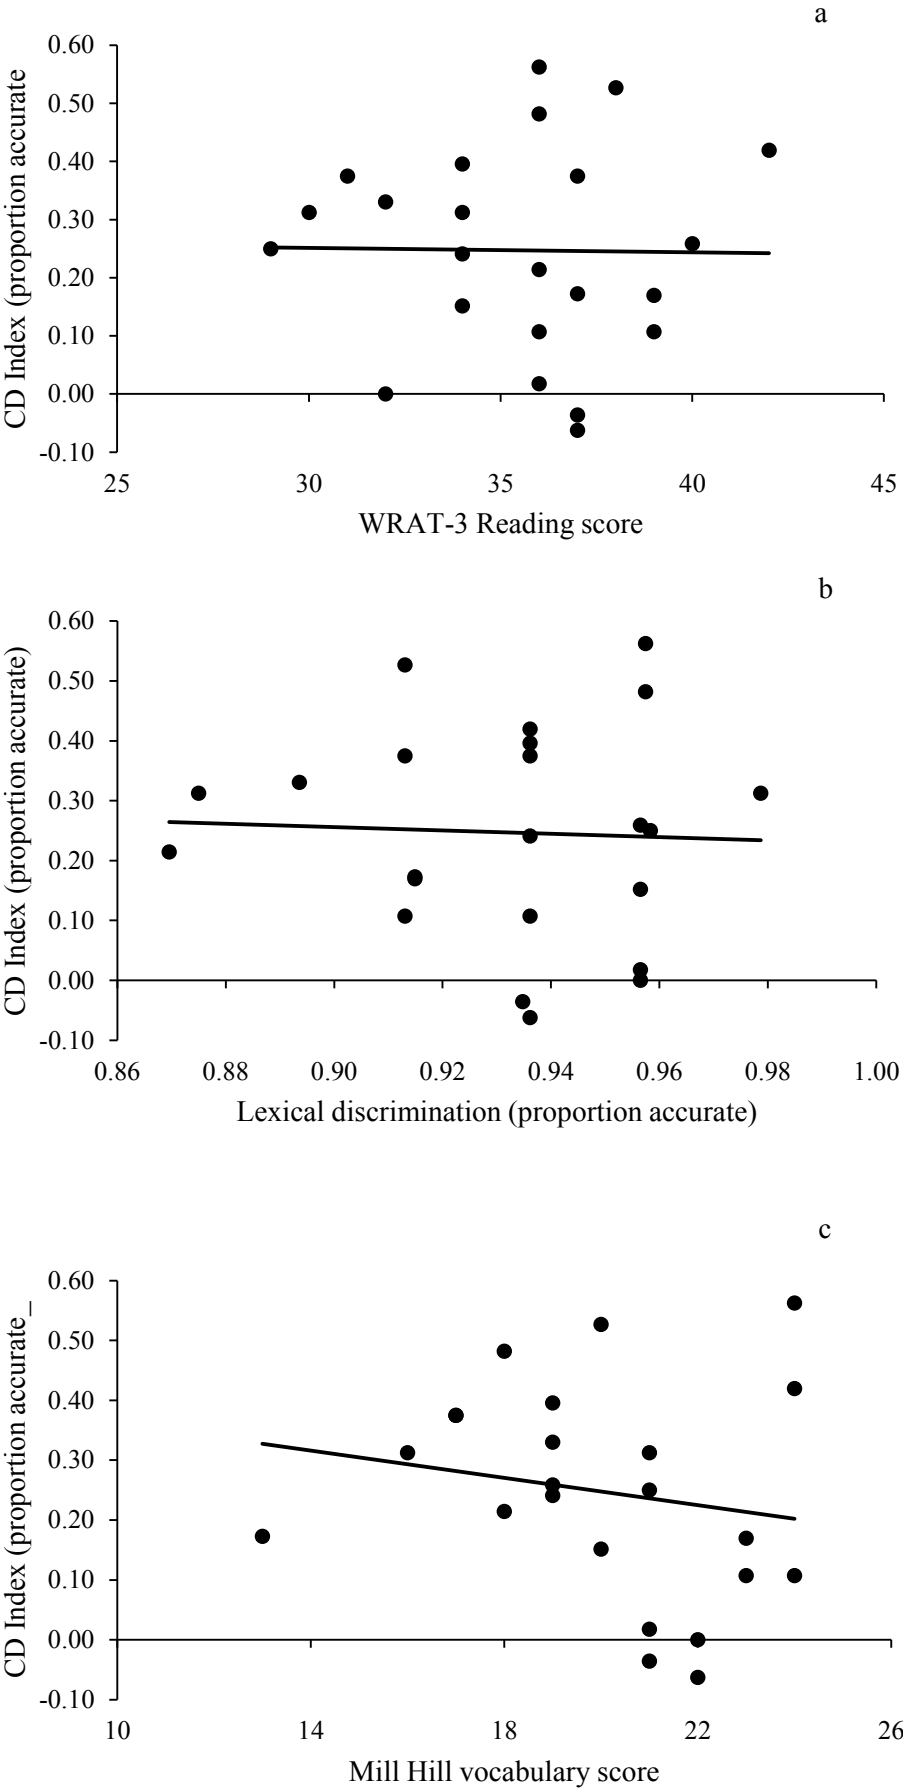 a
0.60
0.50
0.40
0.30
0.20
0.10
0.00
-0.10
CD Index (proportion accurate
25 30 35 40 45
WRAT-3 Reading score
b
0.60
0.50
0.40
0.30
0.20
0.10
0.00
-0.10
CD Index (proportion accurate)
0.86 0.88 0.90 0.92 0.94 0.96 0.98 1.00
Lexical discrimination (proportion accurate)
c
0.60
0.50
0.40
0.30
0.20
0.10
0.00
-0.10
CD Index (proportion accurate_
10 14 18 22 26
Mill Hill vocabulary score